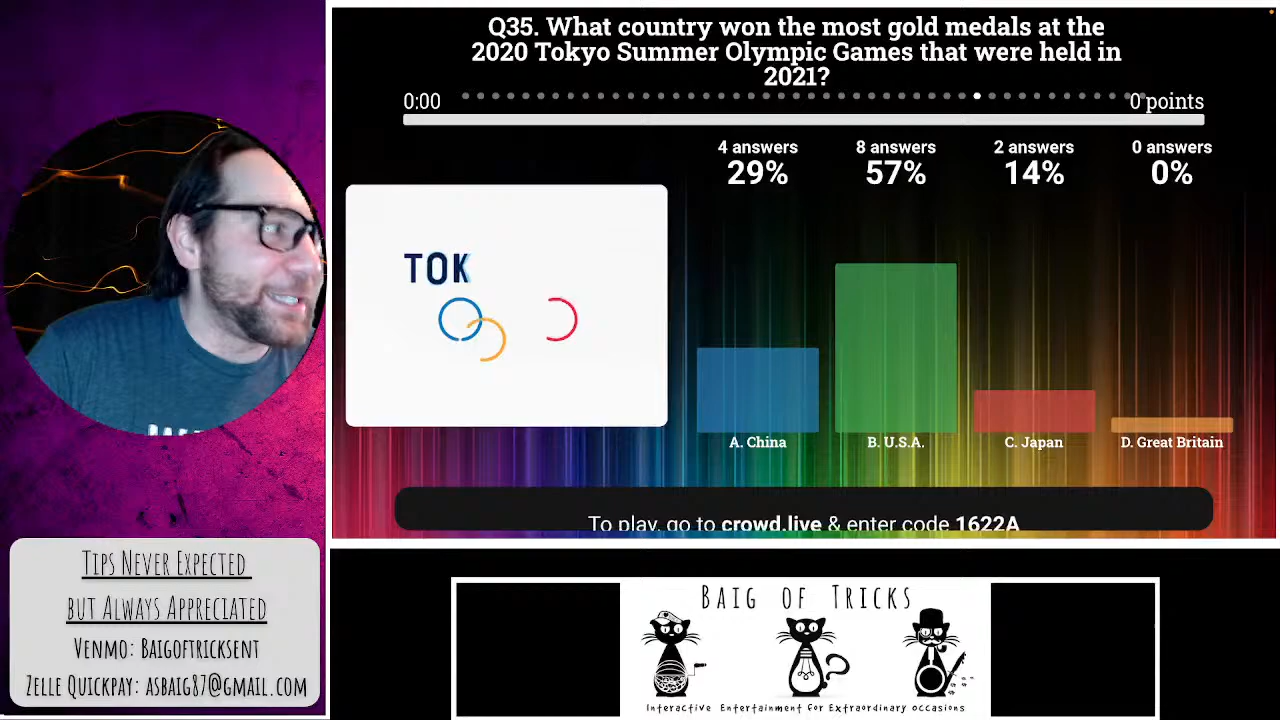 Q35. What country won the most gold medals at the
2020 Tokyo Summer Olympic Games that were held in
2021?
0:00
0 points
4 answers
8 answers
2 answers
0 answers
29%
57%
14%
0%
TOK
A. China
B. U.S.A.
C. Japan
D. Great Britain
To play, go to crowd.live & enter code 1622A
Tips Never Expected
but Always Appreciated
Venmo: Baigoftricksent
Zelle Quickpay: asbaig87@gmail.com
Baig of Tricks
Interactive Entertainment for Extraordinary Occasions